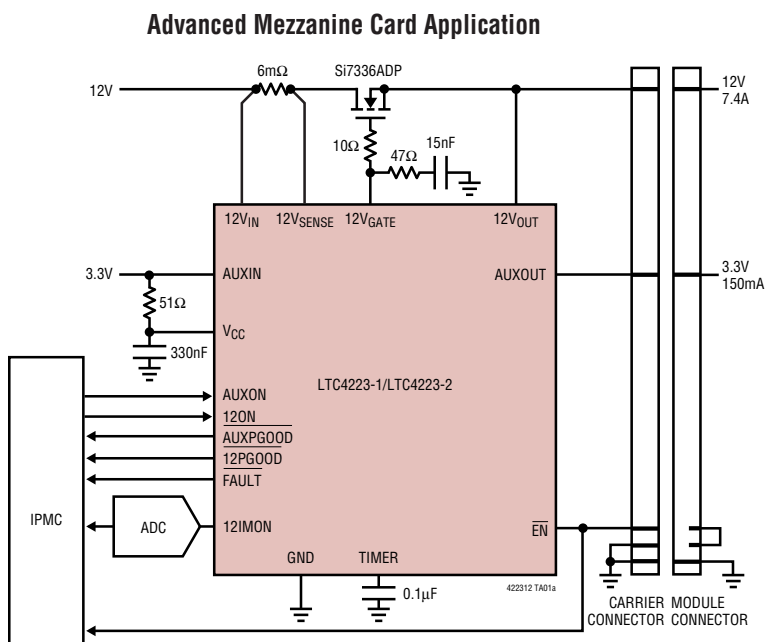 Advanced Mezzanine Card Application
6mΩ
Si7336ADP
12V
12V
7.4A
10Ω
47Ω
15nF
12VIN
12VSENSE
12VGATE
12VOUT
3.3V
AUXIN
AUXOUT
3.3V
150mA
51Ω
VCC
330nF
LTC4223-1/LTC4223-2
AUXON
12ON
AUXPGOOD
12PGOOD
FAULT
IPMC
ADC
12IMON
EN
GND
TIMER
422312 TA01a
0.1µF
CARRIER
CONNECTOR
MODULE
CONNECTOR